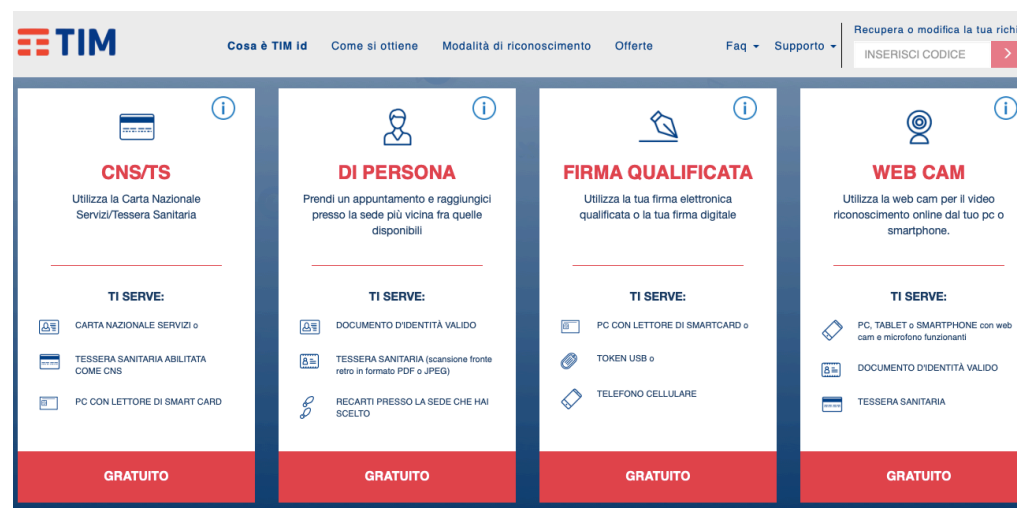 TIM
Cosa è TIM id
Come si ottiene
Modalità di riconoscimento
Offerte
Faq
Supporto
Recupera o modifica la tua richi
INSERISCI CODICE
CNS/TS
Utilizza la Carta Nazionale
Servizi/Tessera Sanitaria
TI SERVE:
CARTA NAZIONALE SERVIZI o
TESSERA SANITARIA ABILITATA
COME CNS
PC CON LETTORE DI SMART CARD
GRATUITO
DI PERSONA
Prendi un appuntamento e raggiungici
presso la sede più vicina fra quelle
disponibili
TI SERVE:
DOCUMENTO D'IDENTITÀ VALIDO
TESSERA SANITARIA (scansione fronte
retro in formato PDF o JPEG)
RECARTI PRESSO LA SEDE CHE HAI
SCELTO
GRATUITO
FIRMA QUALIFICATA
Utilizza la tua firma elettronica
qualificata o la tua firma digitale
TI SERVE:
PC CON LETTORE DI SMARTCARD o
TOKEN USB o
TELEFONO CELLULARE
GRATUITO
WEB CAM
Utilizza la web cam per il video
riconoscimento online dal tuo pc o
smartphone.
TI SERVE:
PC, TABLET o SMARTPHONE con web
cam e microfono funzionanti
DOCUMENTO D'IDENTITÀ VALIDO
TESSERA SANITARIA
GRATUITO